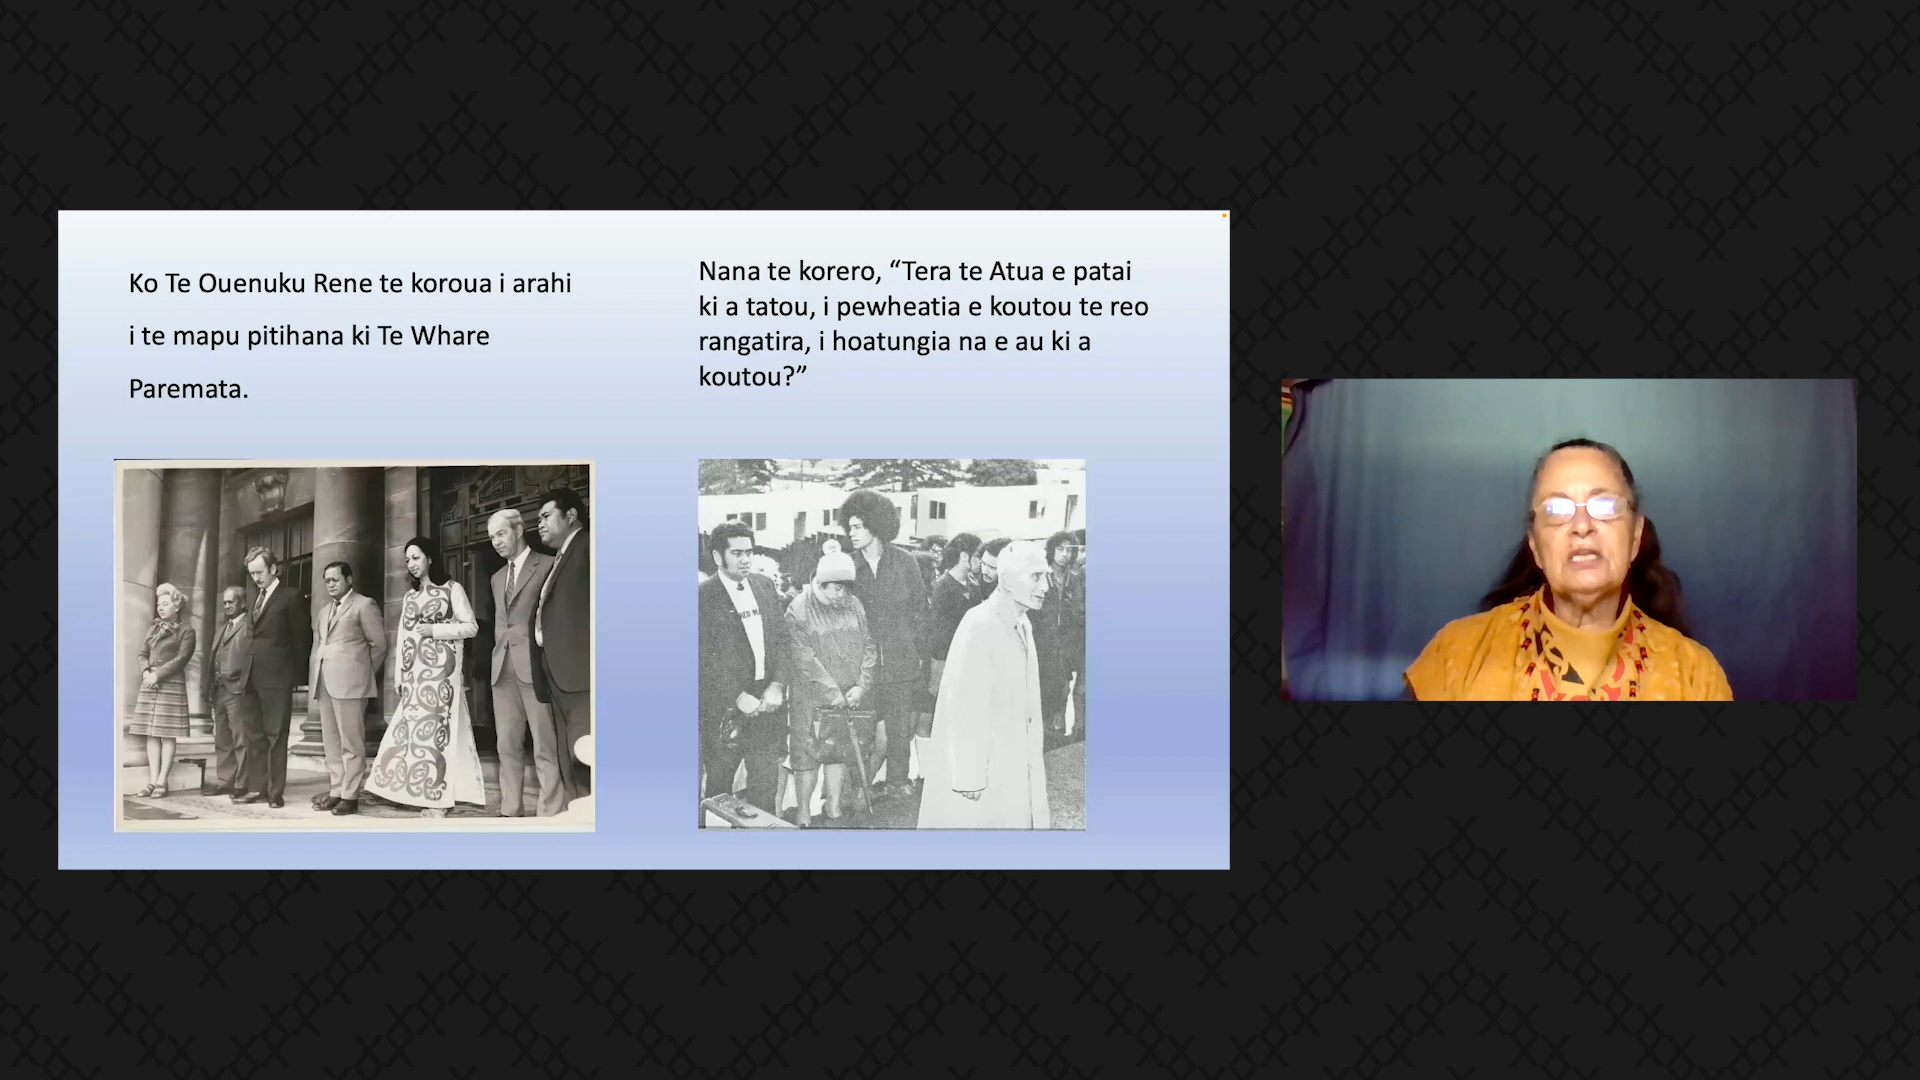 Ko Te Ouenuku Rene te koroua i arahi
i te mapu pitihana ki Te Whare
Paremata.
Nana te korero, “Tera te Atua e patai
ki a tatou, i pewheatia e koutou te reo
rangatira, i hoatungia na e au ki a
koutou?”